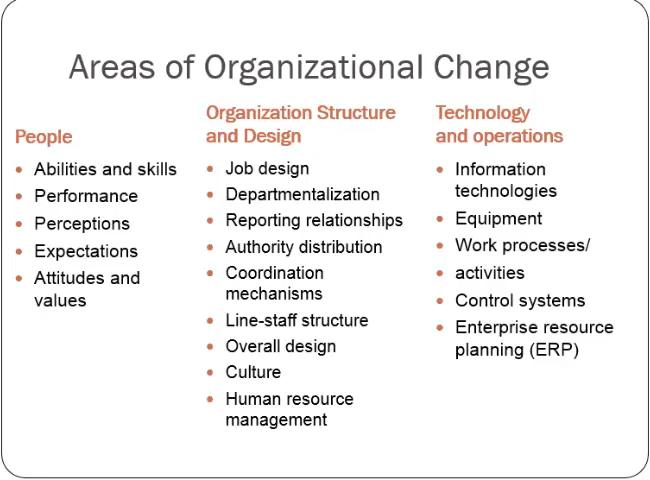 Areas of Organizational Change
People
• Abilities and skills
• Performance
• Perceptions
• Expectations
• Attitudes and
values
Organization Structure
and Design
• Job design
• Departmentalization
• Reporting relationships
• Authority distribution
• Coordination
mechanisms
• Line-staff structure
• Overall design
• Culture
• Human resource
management
Technology
and operations
• Information
technologies
• Equipment
• Work processes/
• activities
• Control systems
• Enterprise resource
planning (ERP)